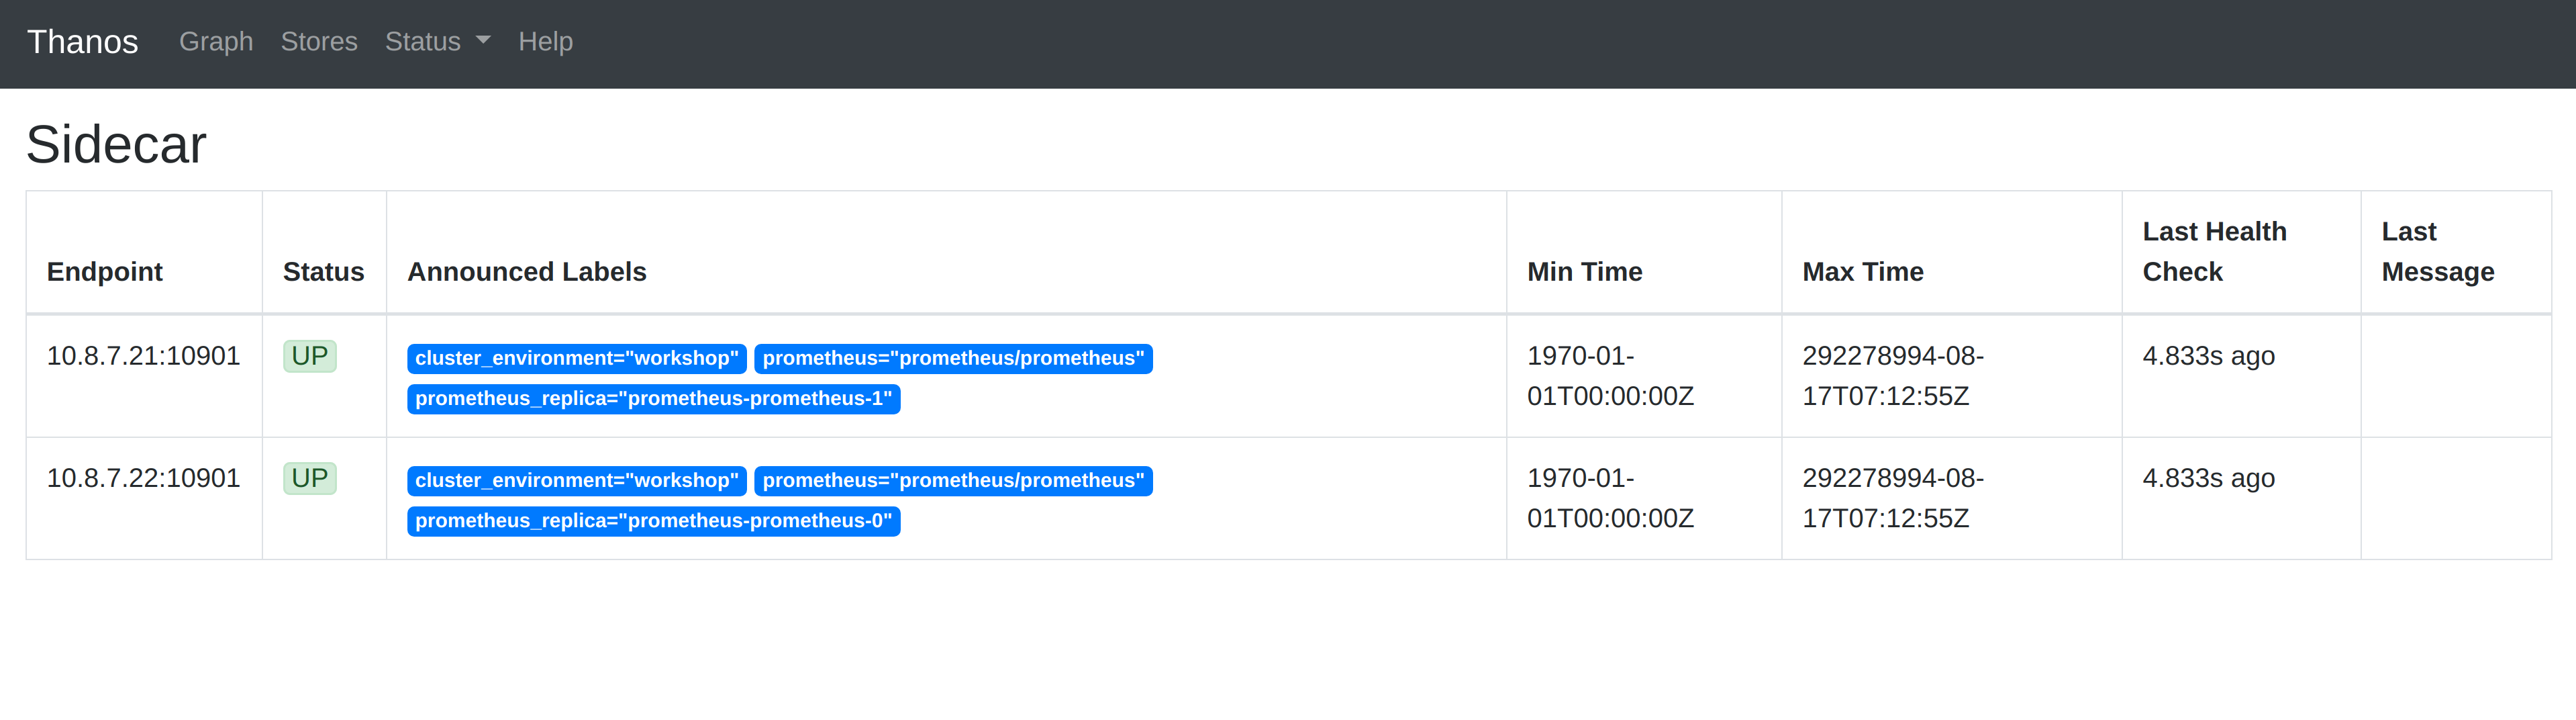 Thanos Graph Stores Status Help
Sidecar
Endpoint Status Announced Labels Min Time Max Time Last Health Check Last Message
10.8.7.21:10901 UP cluster_environment="workshop" prometheus="prometheus/prometheus" 1970-01- 292278994-08- 4.833s ago
prometheus_replica="prometheus-prometheus-1" 01T00:00:00Z 17T07:12:55Z
10.8.7.22:10901 UP cluster_environment="workshop" prometheus="prometheus/prometheus" 1970-01- 292278994-08- 4.833s ago
prometheus_replica="prometheus-prometheus-0" 01T00:00:00Z 17T07:12:55Z